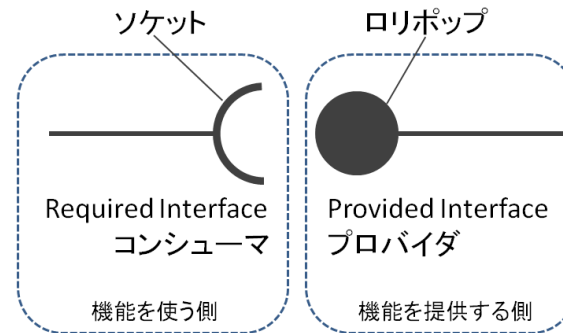 ソケット
ロリポップ
Required Interface
コンシューマ
機能を使う側
Provided Interface
プロバイダ
機能を提供する側